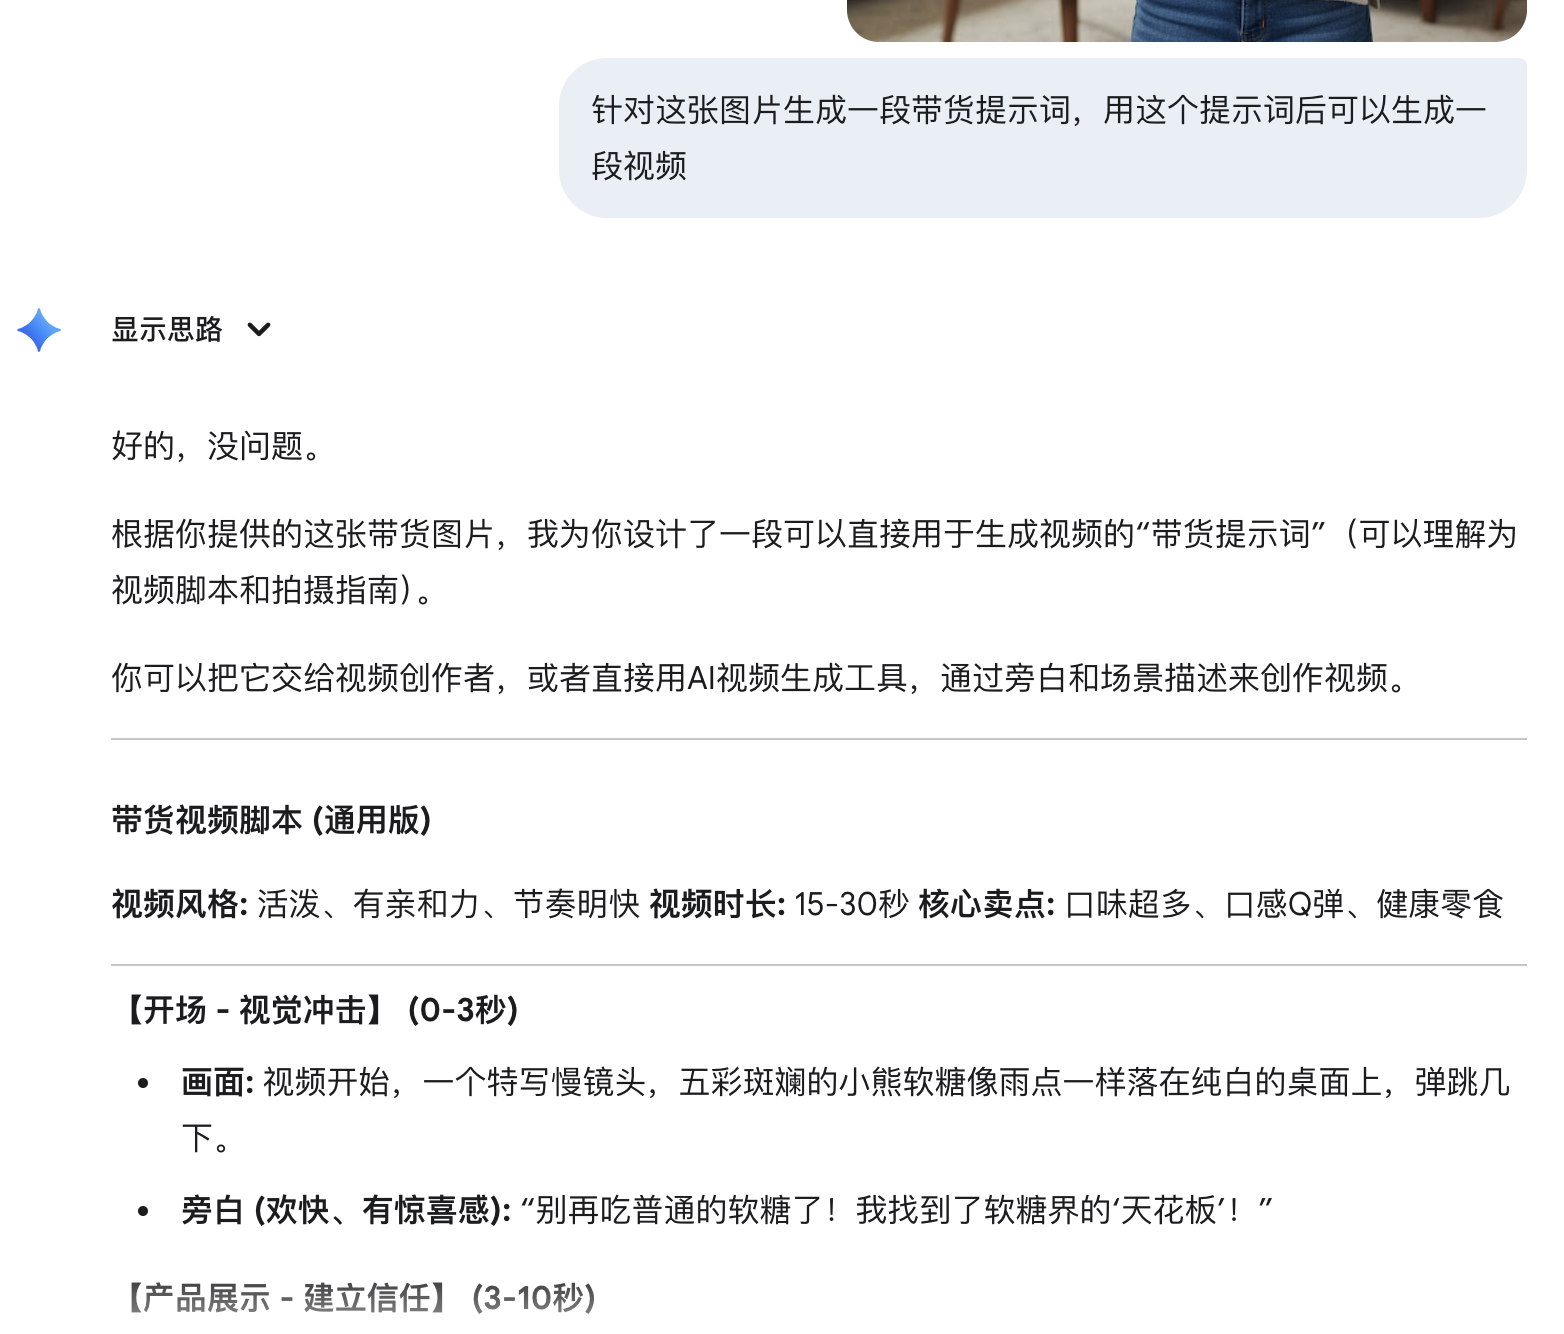 针对这张图片生成一段带货提示词，用这个提示词后可以生成一
段视频
显示思路
好的，没问题。
根据你提供的这张带货图片，我为你设计了一段可以直接用于生成视频的“带货提示词”（可以理解为
视频脚本和拍摄指南）。
你可以把它交给视频创作者，或者直接用AI视频生成工具，通过旁白和场景描述来创作视频。
带货视频脚本 (通用版)
视频风格: 活泼、有亲和力、节奏明快 视频时长: 15-30秒 核心卖点: 口味超多、口感Q弹、健康零食
【开场 - 视觉冲击】 (0-3秒)
• 画面: 视频开始，一个特写慢镜头，五彩斑斓的小熊软糖像雨点一样落在纯白的桌面上，弹跳几
下。
• 旁白 (欢快、有惊喜感): “别再吃普通的软糖了！我找到了软糖界的‘天花板’！”
【产品展示 - 建立信任】 (3-10秒)